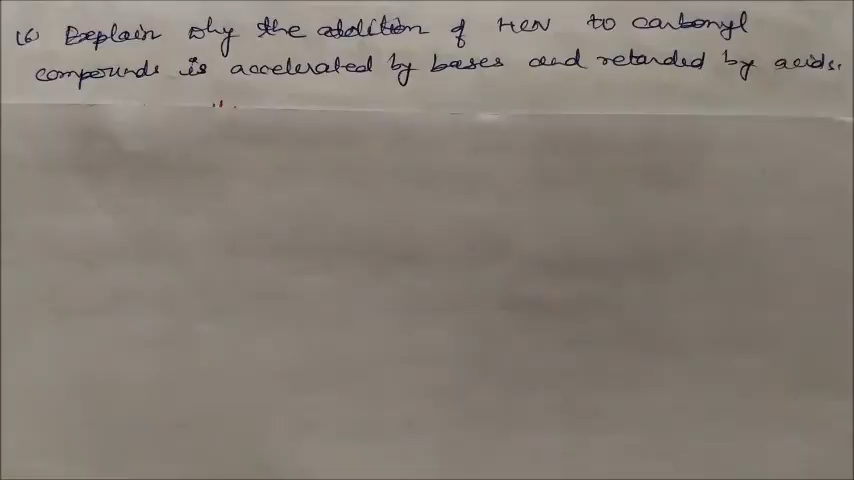 (6) Explain why the addition of HCN to carbonyl
compounds is accelerated by bases and retarded by acids.